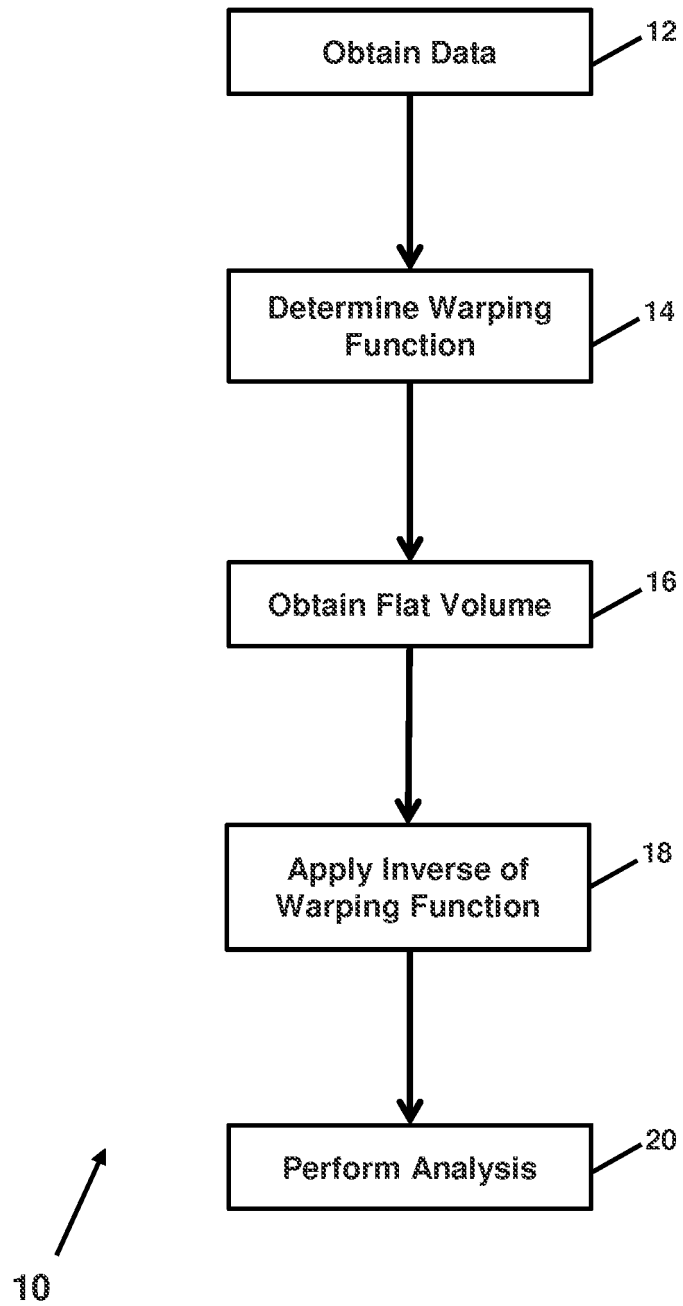 Obtain Data
12
Determine Warping
Function
14
Obtain Flat Volume
16
Apply Inverse of
Warping Function
18
Perform Analysis
20
10